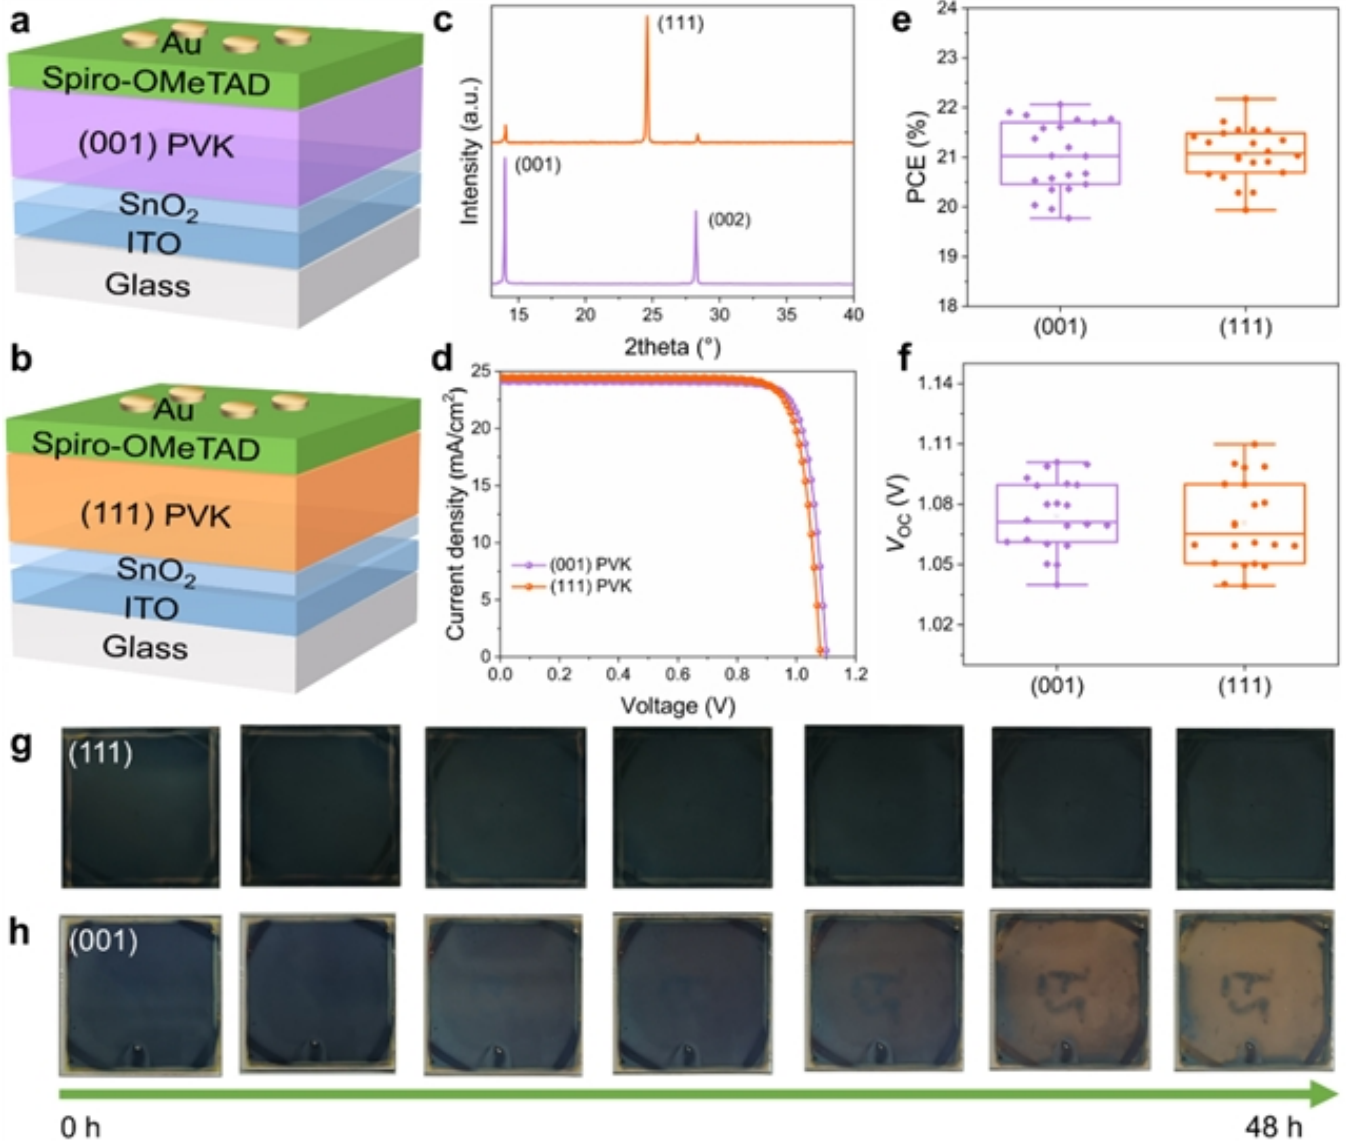 a
Au
Spiro-OMeTAD
(001) PVK
SnO2
ITO
Glass
b
Au
Spiro-OMeTAD
(111) PVK
SnO2
ITO
Glass
c
Intensity (a.u.)
(111)
(001)
(002)
15 20 25 30 35 40
2theta (°)
d
Current density (mA/cm2)
25
20
15
10
5
0
(001) PVK
(111) PVK
0.0 0.2 0.4 0.6 0.8 1.0 1.2
Voltage (V)
e
PCE (%)
24
23
22
21
20
19
18
(001) (111)
f
VOC (V)
1.14
1.11
1.08
1.05
1.02
(001) (111)
g
(111)
h
(001)
0 h 48 h